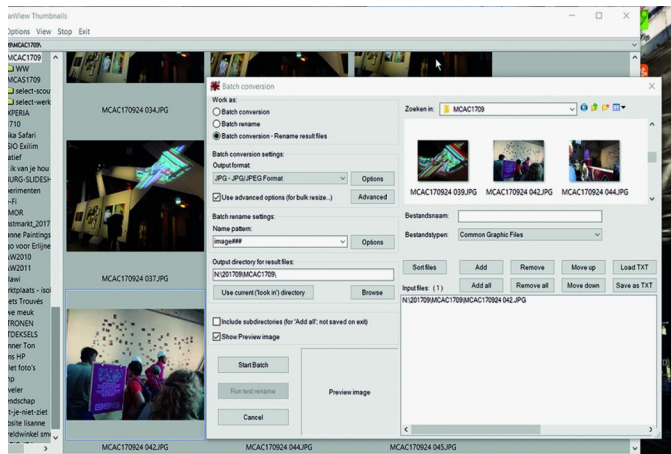 anView Thumbnails
Options View Stop Exit
MCAC1709
WW
MCAS1709
select-scou
select-werk
XPERIA
710
ika Safari
SIO Exilim
atief
ik van je hou
URG-SLIDESH
perimenten
-Fi
MOR
nstmarkt_2017
anne Paintings
go voor Erlijne
AW2010
AW2011
Jawi
rktplaats - isol
ets Trouvés
ve meuk
TRONEN
TDEKSELS
nner Ton
ns HP
let foto's
veler
endschap
t-je-niet-ziet
bsite lisanne
reldwinkel sme
MCAC170924 034.JPG
MCAC170924 037.JPG
MCAC170924 042.JPG
MCAC170924 044.JPG
MCAC170924 045.JPG
Batch conversion
Work as:
Batch conversion
Batch rename
Batch conversion - Rename result files
Batch conversion settings:
Output format:
JPG - JPG/JPEG Format
Options
Use advanced options (for bulk resize...)
Advanced
Batch rename settings:
Name pattern:
image###
Options
Output directory for result files:
N:\201709\MCAC1709\
Use current ('look in') directory
Browse
Include subdirectories (for 'Add all'; not saved on exit)
Show Preview image
Start Batch
Run test rename
Cancel
Preview image
Zoeken in:
MCAC1709
MCAC170924 039.JPG
MCAC170924 042.JPG
MCAC170924 044.JPG
Bestandsnaam:
Bestandstypen:
Common Graphic Files
Sort files
Add
Remove
Move up
Load TXT
Input files: ( 1 )
Add all
Remove all
Move down
Save as TXT
N:\201709\MCAC1709\MCAC170924 042.JPG